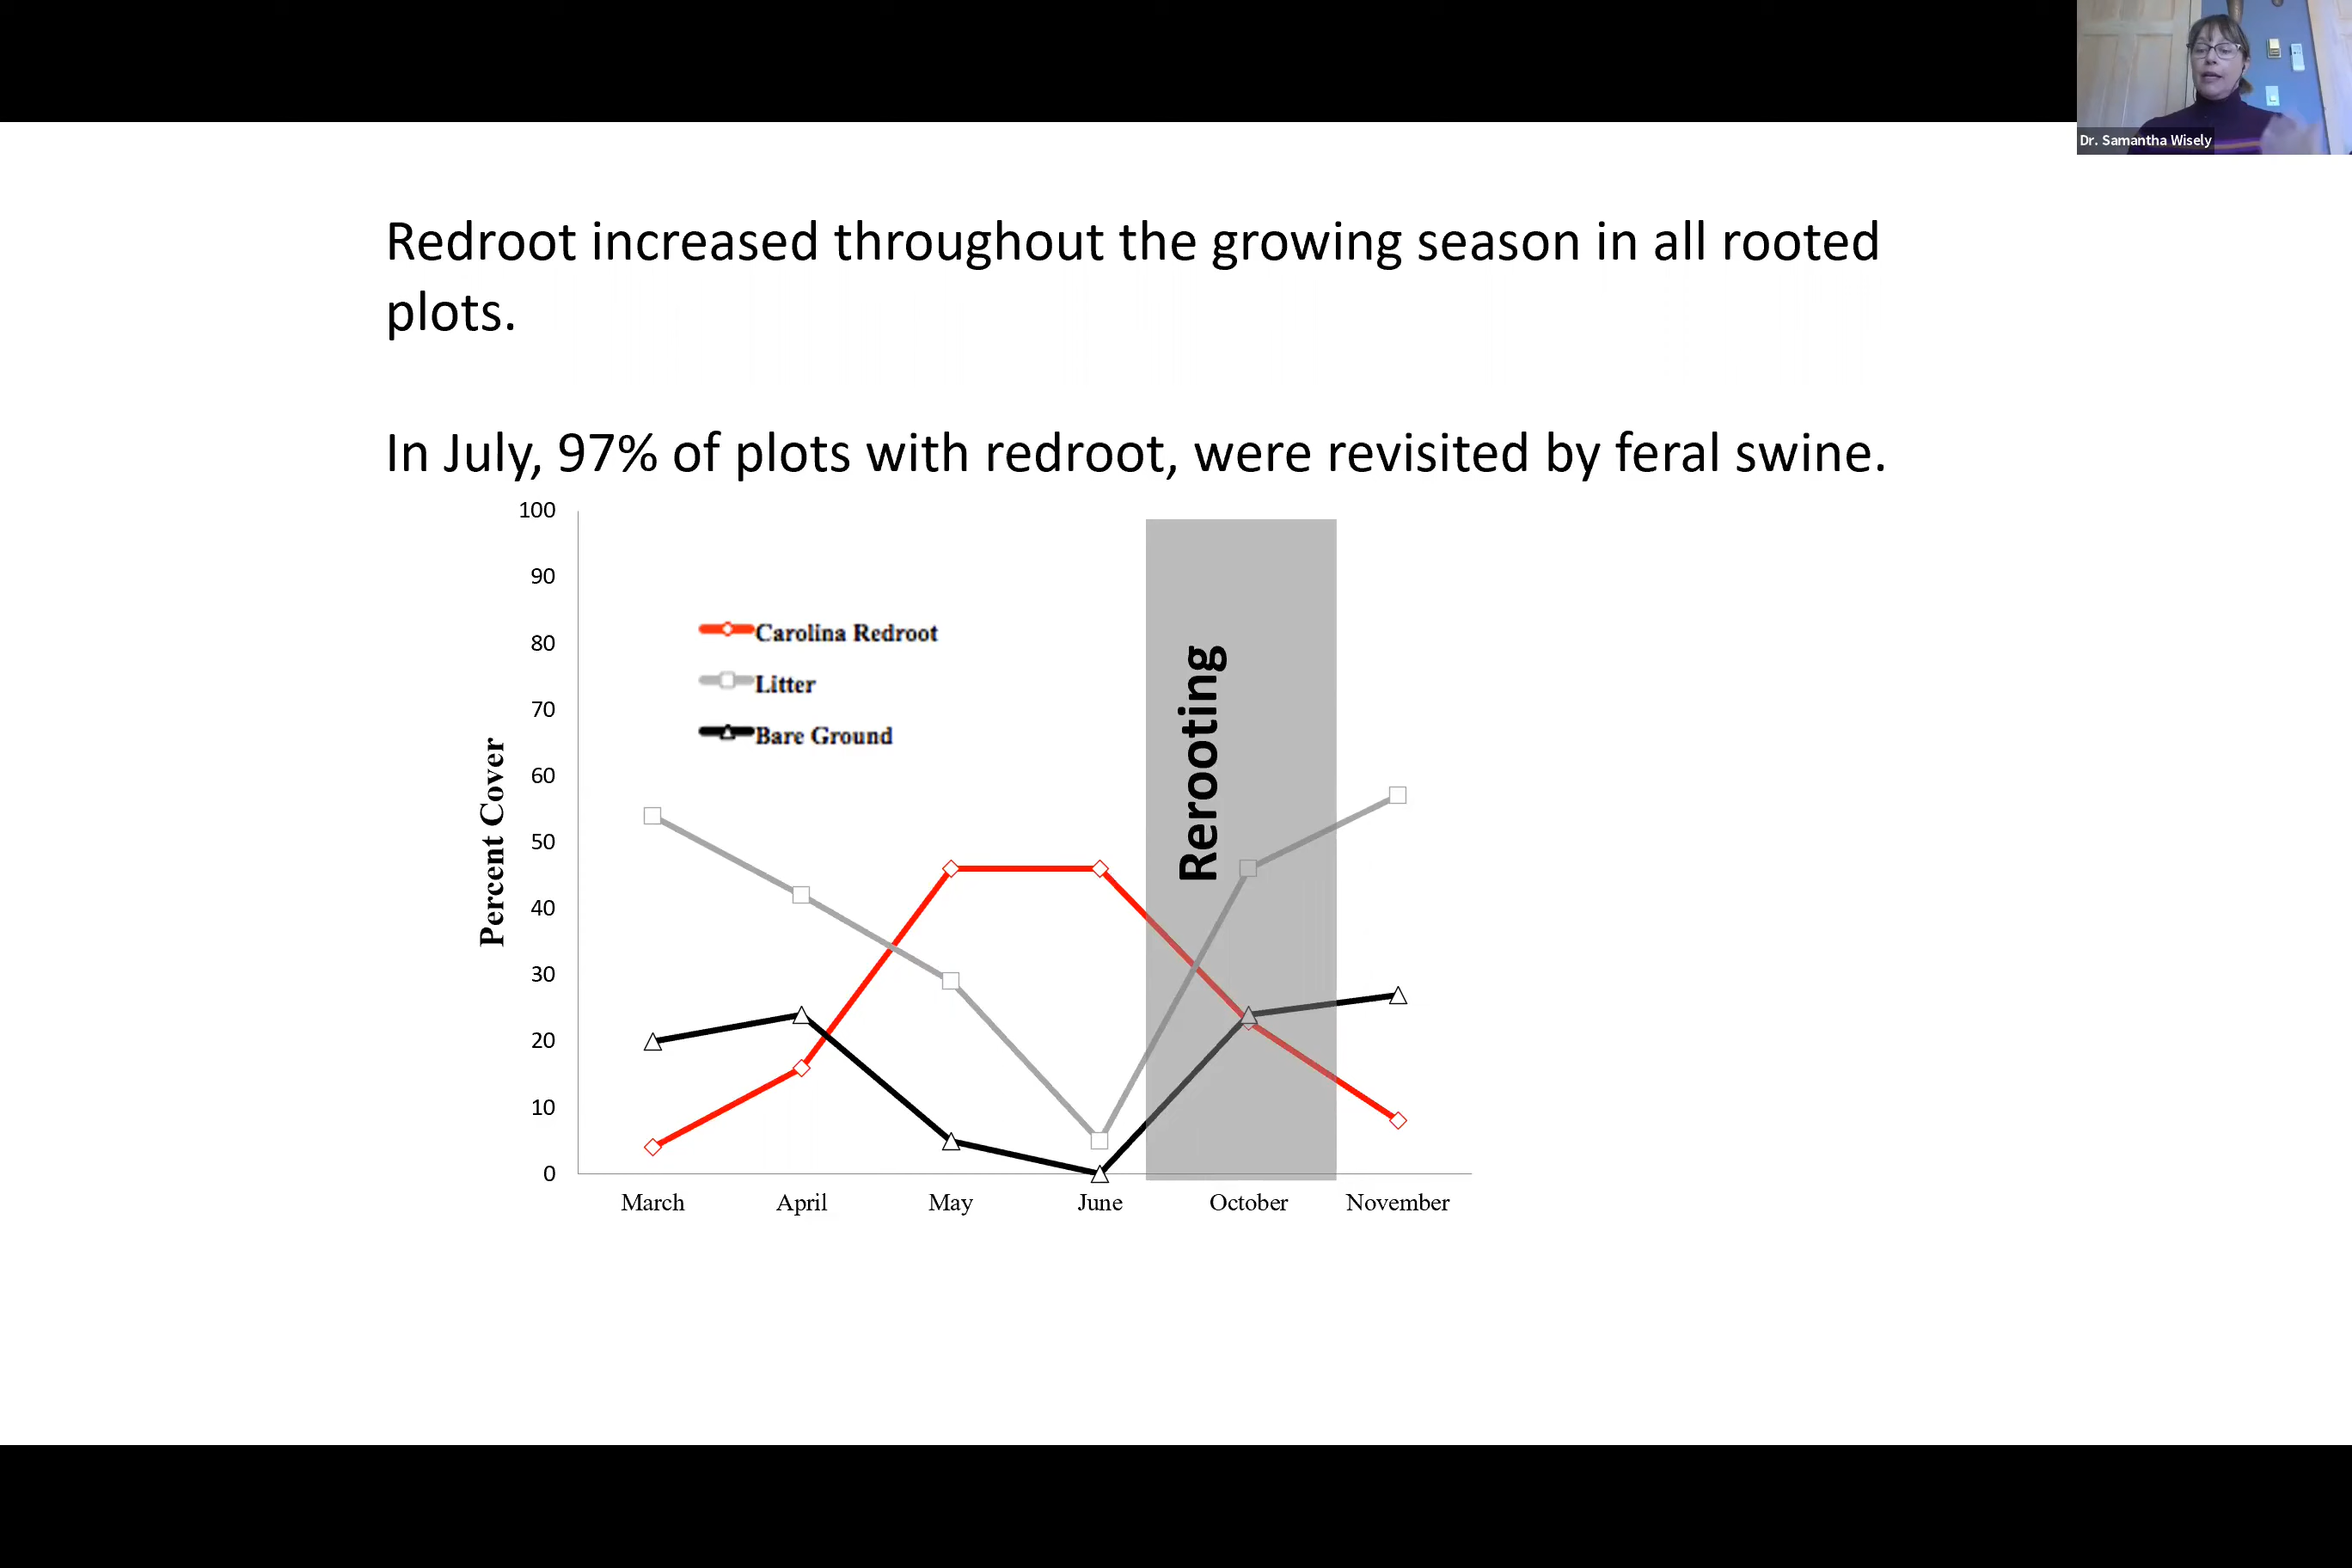 Dr. Samantha Wisely
Redroot increased throughout the growing season in all rooted
plots.
In July, 97% of plots with redroot, were revisited by feral swine.
100
90
80
70
60
50
40
30
20
10
0
Percent Cover
Carolina Redroot
Litter
Bare Ground
Rerooting
March April May June October November